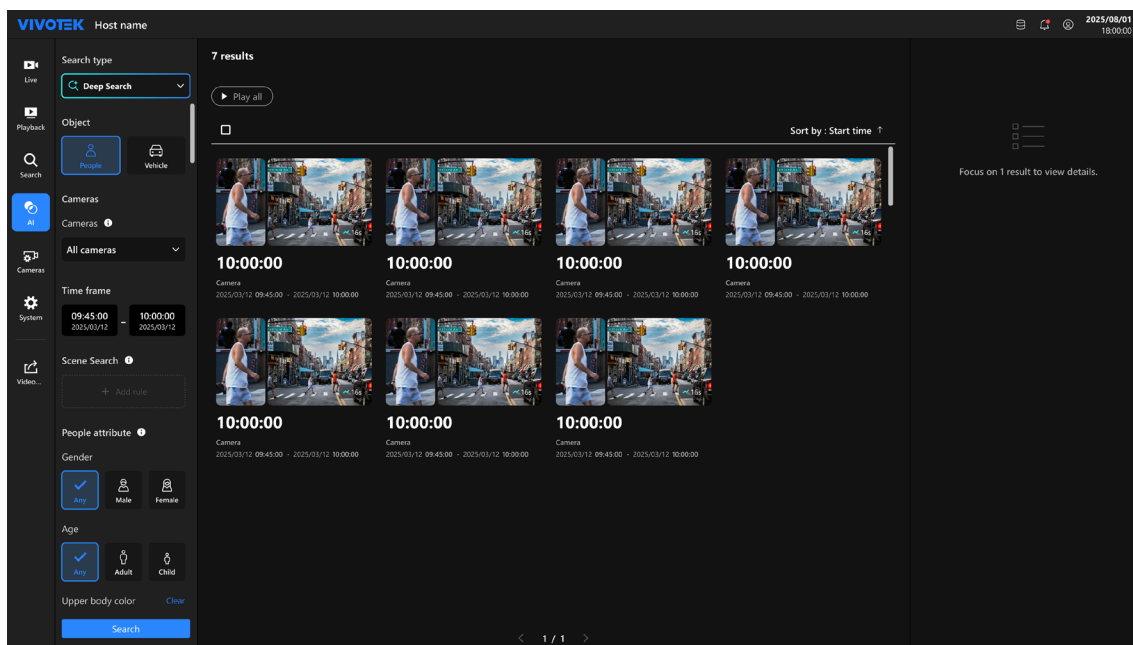 VIVOTEK Host name
2025/08/01
18:00:00
Live
Playback
Search
AI
Cameras
System
Video...
Search type
Deep Search
Object
People
Vehicle
Cameras
Cameras
All cameras
Time frame
09:45:00 – 10:00:00
2025/03/12 2025/03/12
Scene Search
+ Add rule
People attribute
Gender
Any Male Female
Age
Any Adult Child
Upper body color Clear
Search
7 results
Play all
Sort by : Start time ↑
16s 16s 16s 16s
10:00:00 10:00:00 10:00:00 10:00:00
Camera Camera Camera Camera
2025/03/12 09:45:00 - 2025/03/12 10:00:00 2025/03/12 09:45:00 - 2025/03/12 10:00:00 2025/03/12 09:45:00 - 2025/03/12 10:00:00 2025/03/12 09:45:00 - 2025/03/12 10:00:00
16s 16s 16s
10:00:00 10:00:00 10:00:00
Camera Camera Camera
2025/03/12 09:45:00 - 2025/03/12 10:00:00 2025/03/12 09:45:00 - 2025/03/12 10:00:00 2025/03/12 09:45:00 - 2025/03/12 10:00:00
< 1 / 1 >
Focus on 1 result to view details.